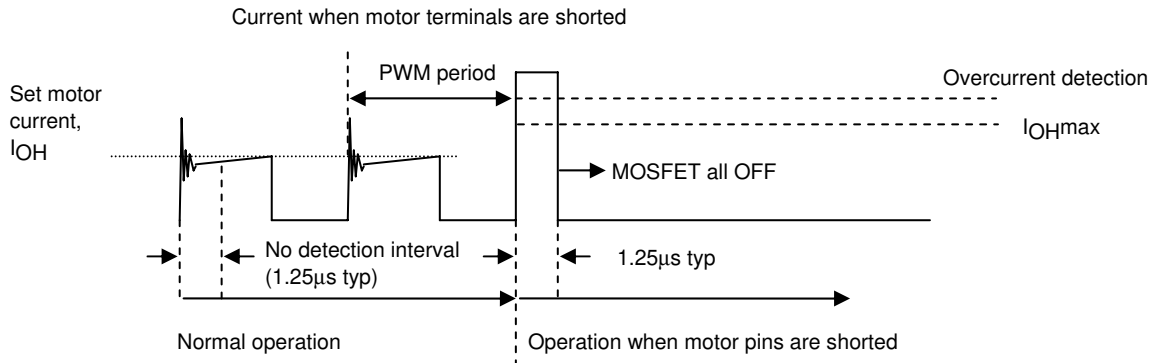 Current when motor terminals are shorted
PWM period
Overcurrent detection
Set motor
current,
IOH
IOHmax
MOSFET all OFF
No detection interval
(1.25μs typ)
1.25μs typ
Normal operation
Operation when motor pins are shorted